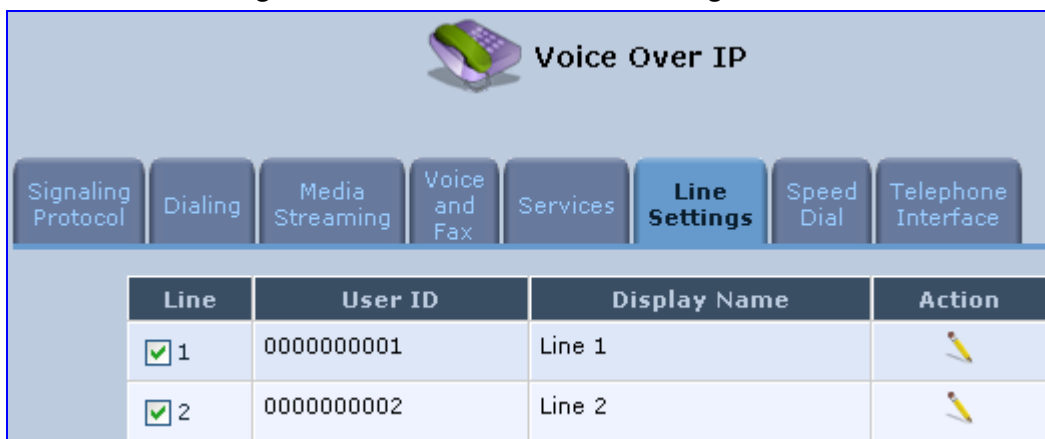 Voice Over IP
Signaling Protocol
Dialing
Media Streaming
Voice and Fax
Services
Line Settings
Speed Dial
Telephone Interface
Line User ID Display Name Action
1 0000000001 Line 1
2 0000000002 Line 2